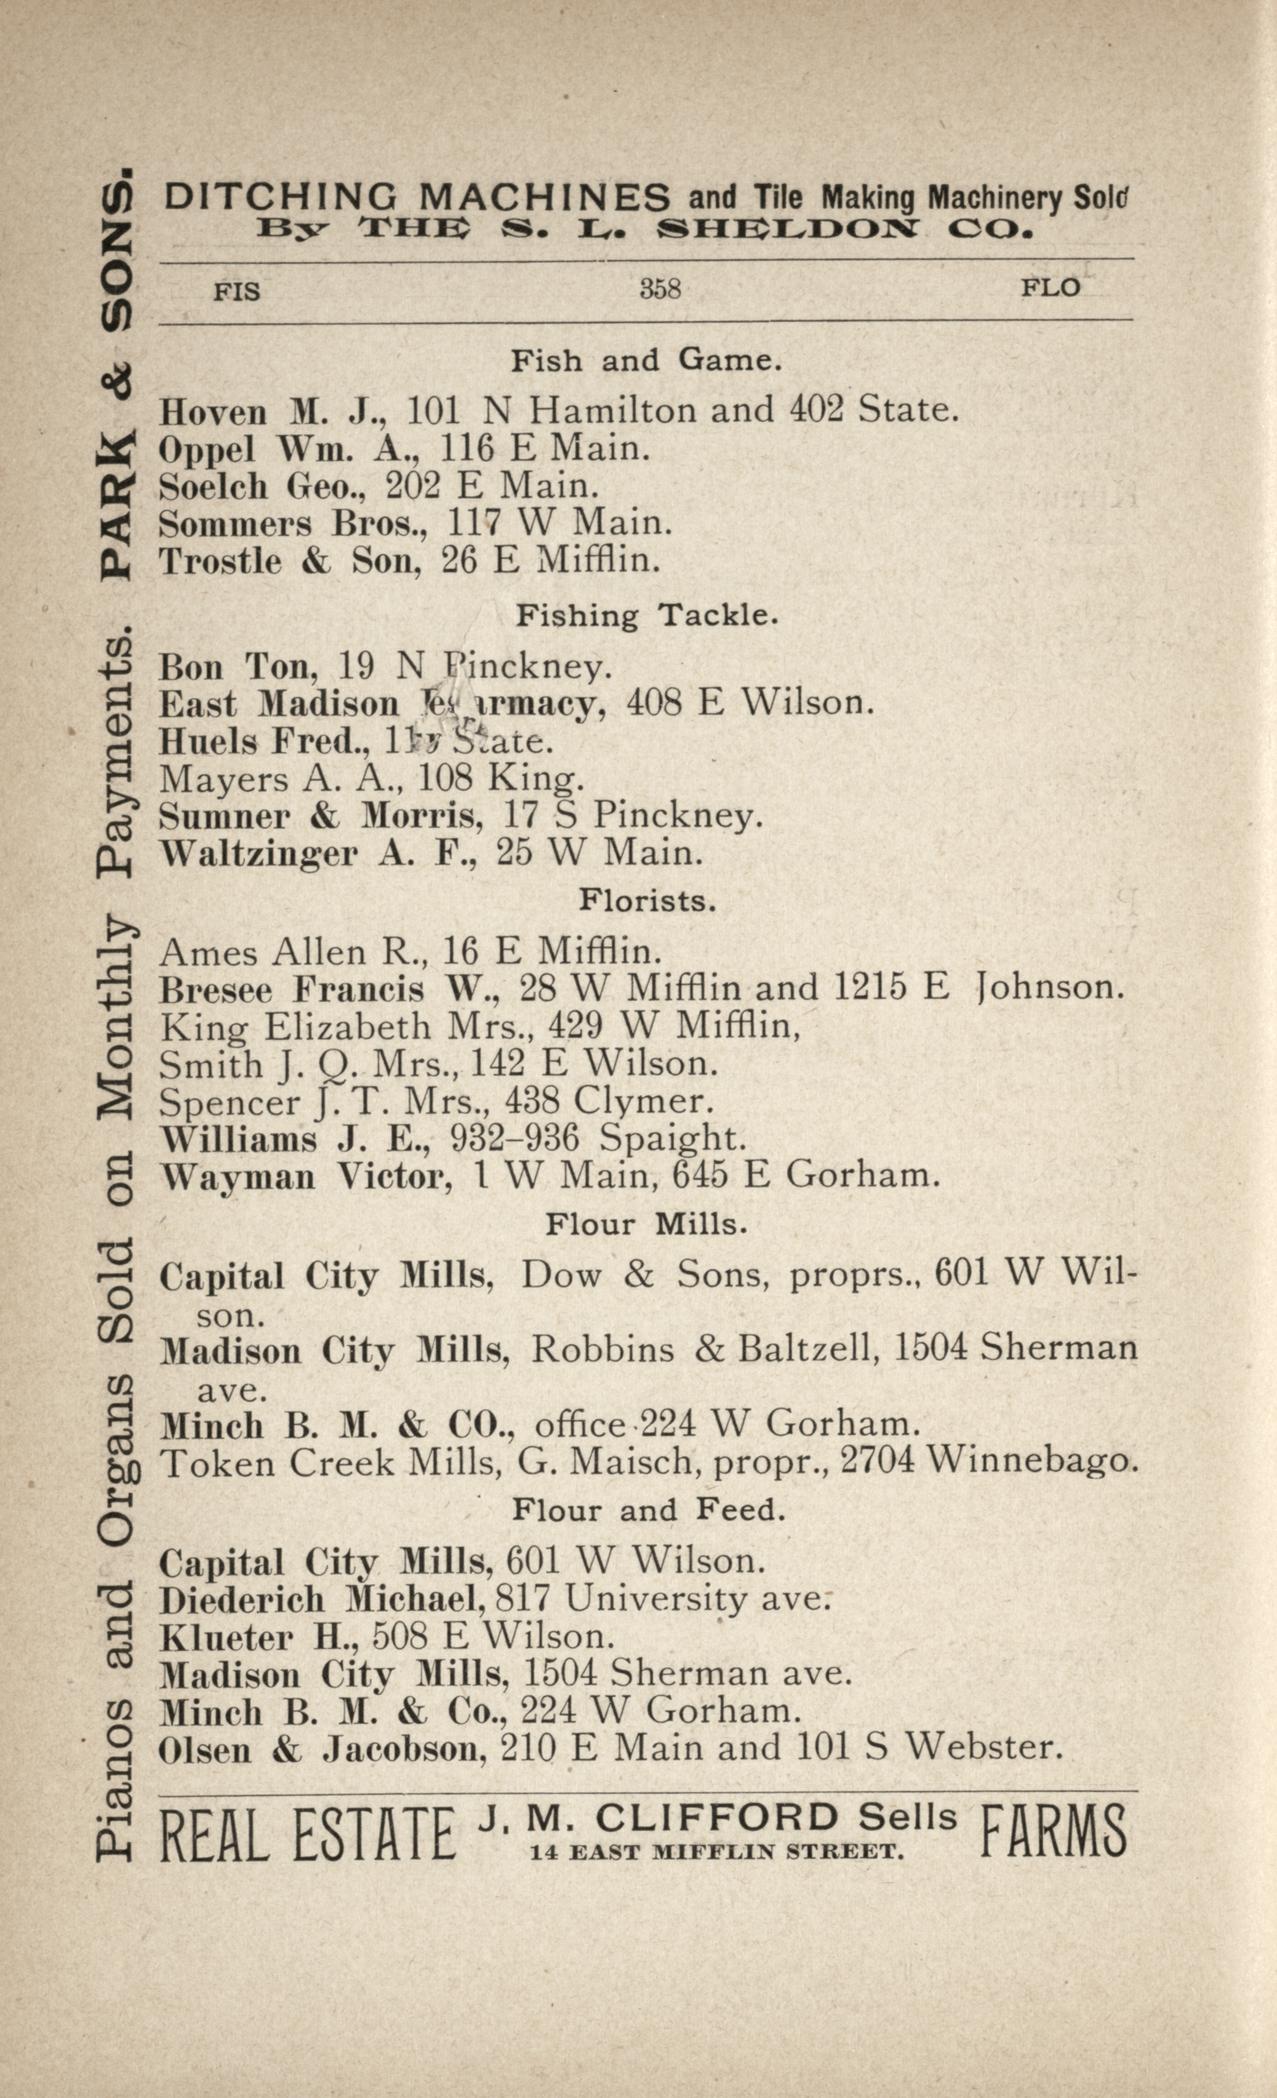 DITCHING MACHINES and Tile Making Machinery Sold
By THE S. L. SHELDON CO.
FIS 358 FLO
Fish and Game.
Hoven M. J., 101 N Hamilton and 402 State.
Oppel Wm. A., 116 E Main.
Soelch Geo., 202 E Main.
Sommers Bros., 117 W Main.
Trostle & Son, 26 E Mifflin.
Fishing Tackle.
Bon Ton, 19 N Pinckney.
East Madison 408 E Wilson.
Huels Fred., State.
Mayers A. A., 108 King.
Sumner & Morris, 17 S Pinckney.
Waltzinger A. F., 25 W Main.
Florists.
Ames Allen R., 16 E Mifflin.
Bresee Francis W., 28 W Mifflin and 1215 E Johnson.
King Elizabeth Mrs., 429 W Mifflin,
Smith J. Q. Mrs., 142 E Wilson.
Spencer J. T. Mrs., 438 Clymer.
Williams J. E., 932–936 Spaight.
Wayman Victor, 1 W Main, 645 E Gorham.
Flour Mills.
Capital City Mills, Dow & Sons, proprs., 601 W Wil-
son.
Madison City Mills, Robbins & Baltzell, 1504 Sherman
ave.
Minch B. M. & CO., office 224 W Gorham.
Token Creek Mills, G. Maisch, propr., 2704 Winnebago.
Flour and Feed.
Capital City Mills, 601 W Wilson.
Diederich Michael, 817 University ave.
Klueter H., 508 E Wilson.
Madison City Mills, 1504 Sherman ave.
Minch B. M. & Co., 224 W Gorham.
Olsen & Jacobson, 210 E Main and 101 S Webster.
REAL ESTATE J. M. CLIFFORD Sells FARMS
14 EAST MIFFLIN STREET.
Pianos and Organs Sold on Monthly Payments. PARK & SONS.